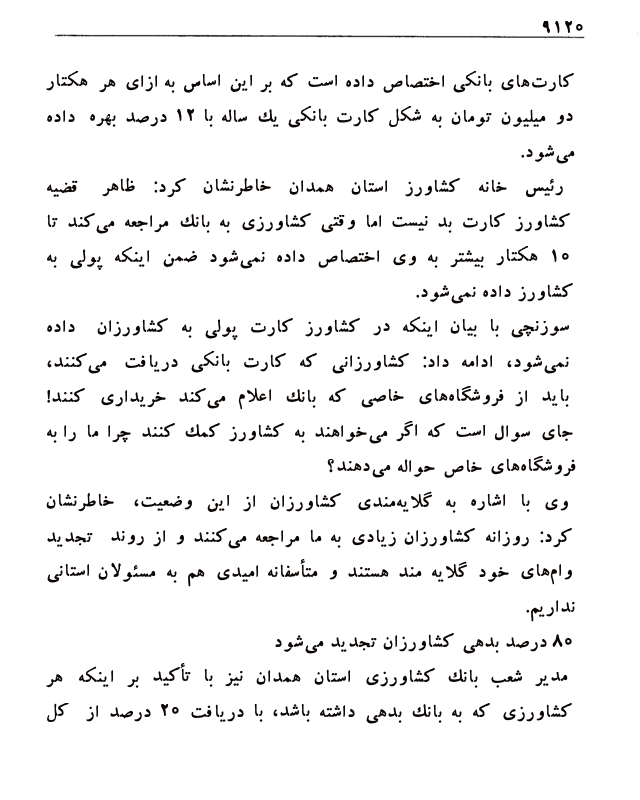 ۹۱۲۰
کارت‌های بانکی اختصاص داده است که بر این اساس به ازای هر هکتار
دو میلیون تومان به شکل کارت بانکی یك ساله با ۱۲ درصد بهره داده
می‌شود.
رئیس خانه کشاورز استان همدان خاطرنشان کرد: ظاهر قضیه
کشاورز کارت بد نیست اما وقتی کشاورزی به بانك مراجعه می‌کند تا
۱۰ هکتار بیشتر به وی اختصاص داده نمی‌شود ضمن اینکه پولی به
کشاورز داده نمی‌شود.
سوزنچی با بیان اینکه در کشاورز کارت پولی به کشاورزان داده
نمی‌شود، ادامه داد: کشاورزانی که کارت بانکی دریافت می‌کنند،
باید از فروشگاه‌های خاصی که بانك اعلام می‌کند خریداری کنند!
جای سوال است که اگر می‌خواهند به کشاورز کمك کنند چرا ما را به
فروشگاه‌های خاص حواله می‌دهند؟
وی با اشاره به گلایه‌مندی کشاورزان از این وضعیت، خاطرنشان
کرد: روزانه کشاورزان زیادی به ما مراجعه می‌کنند و از روند تجدید
وام‌های خود گلایه مند هستند و متأسفانه امیدی هم به مسئولان استانی
نداریم.
۸۰ درصد بدهی کشاورزان تجدید می‌شود
مدیر شعب بانك کشاورزی استان همدان نیز با تأکید بر اینکه هر
کشاورزی که به بانك بدهی داشته باشد، با دریافت ۲۰ درصد از کل